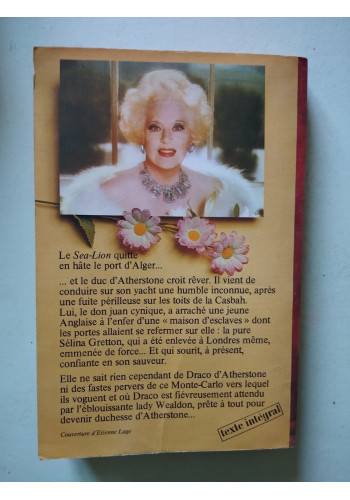 Le Sea-Lion quitte
en hâte le port d'Alger...
... et le duc d'Atherstone croit rêver. Il vient de
conduire sur son yacht une humble inconnue, après
une fuite périlleuse sur les toits de la Casbah.
Lui, le don juan cynique, a arraché une jeune
Anglaise à l'enfer d'une « maison d'esclaves » dont
les portes allaient se refermer sur elle : la pure
Sélina Gretton, qui a été enlevée à Londres même,
emmenée de force... Et qui sourit, à présent,
confiante en son sauveur.
Elle ne sait rien cependant de Draco d'Atherstone
ni des fastes pervers de ce Monte-Carlo vers lequel
ils voguent et où Draco est fiévreusement attendu
par l'éblouissante lady Wealdon, prête à tout pour
devenir duchesse d'Atherstone...
Couverture d'Etienne Lage
texte intégral